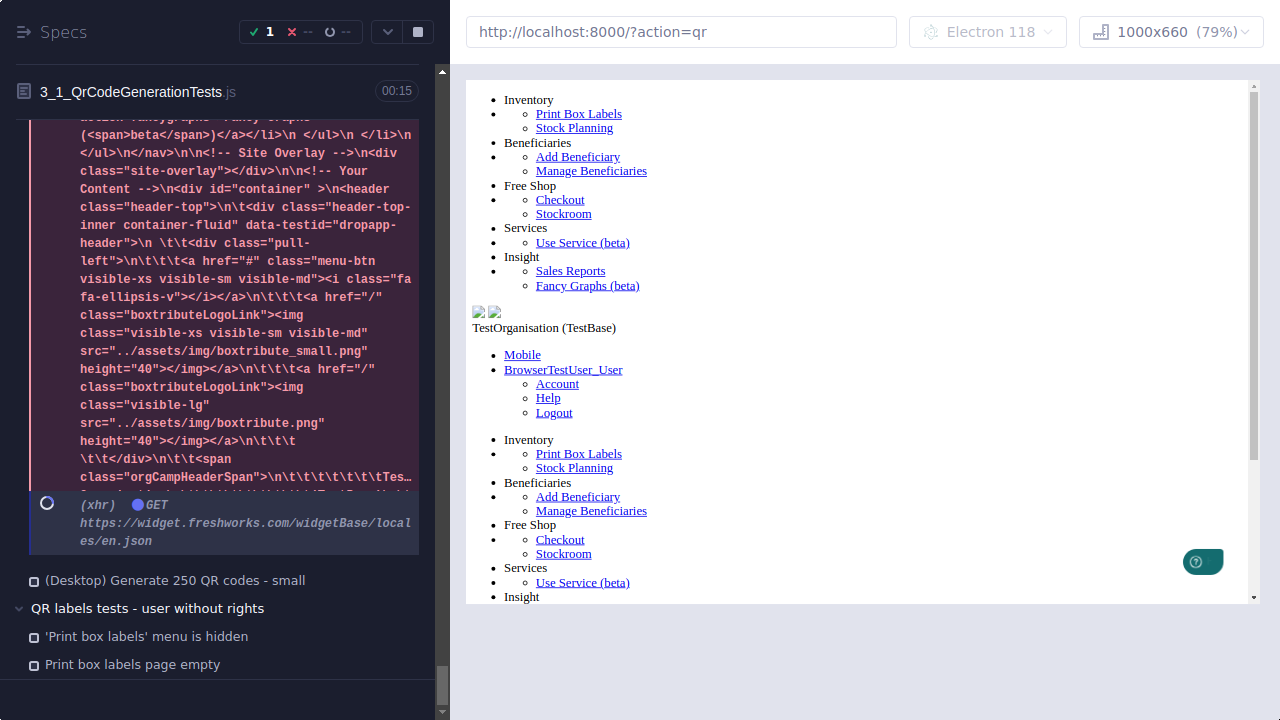 Specs
1
--
--
http://localhost:8000/?action=qr
Electron 118
1000x660 (79%)
3_1_QrCodeGenerationTests.js
00:15
(<span>beta</span>)</a></li>\n </ul>\n </li>\n
</ul>\n</nav>\n\n<!-- Site Overlay -->\n<div
class="site-overlay"></div>\n\n<!-- Your
Content -->\n<div id="container" >\n<header
class="header-top">\n\t<div class="header-top-
inner container-fluid" data-testid="dropapp-
header">\n \t\t<div class="pull-
left">\n\t\t\t<a href="#" class="menu-btn
visible-xs visible-sm visible-md"><i class="fa
fa-ellipsis-v"></i></a>\n\t\t\t<a href="/"
class="boxtributeLogoLink"><img
class="visible-xs visible-sm visible-md"
src="../assets/img/boxtribute_small.png"
height="40"></img></a>\n\t\t\t<a href="/"
class="boxtributeLogoLink"><img
class="visible-lg"
src="../assets/img/boxtribute.png"
height="40"></img></a>\n\t\t\t
\t\t</div>\n\t\t<span
class="orgCampHeaderSpan">\n\t\t\t\t\t\t\tTes…
(xhr) GET
https://widget.freshworks.com/widgetBase/local
es/en.json
(Desktop) Generate 250 QR codes - small
QR labels tests - user without rights
'Print box labels' menu is hidden
Print box labels page empty
Inventory
Print Box Labels
Stock Planning
Beneficiaries
Add Beneficiary
Manage Beneficiaries
Free Shop
Checkout
Stockroom
Services
Use Service (beta)
Insight
Sales Reports
Fancy Graphs (beta)
TestOrganisation (TestBase)
Mobile
BrowserTestUser_User
Account
Help
Logout
Inventory
Print Box Labels
Stock Planning
Beneficiaries
Add Beneficiary
Manage Beneficiaries
Free Shop
Checkout
Stockroom
Services
Use Service (beta)
Insight